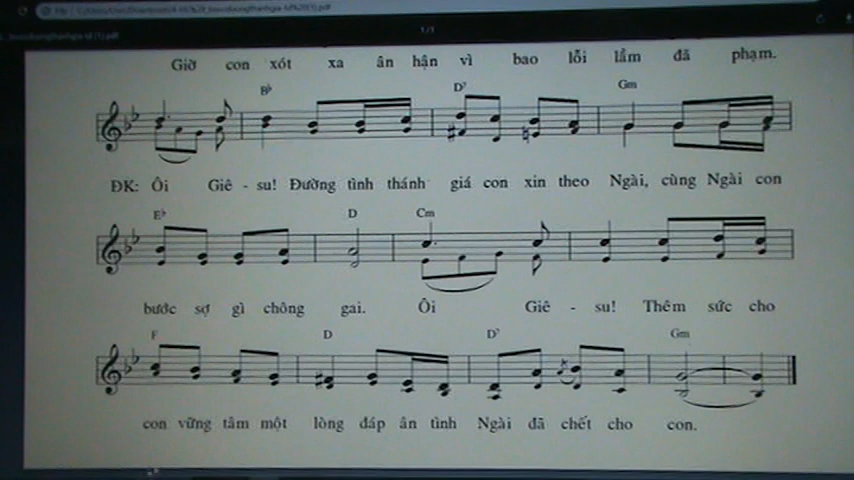 1/1
Giờ con xót xa ân hận vì bao lỗi lầm đã phạm.
B♭ D7 Gm
ĐK: Ôi Giê - su! Đường tình thánh giá con xin theo Ngài, cùng Ngài con
E♭ D Cm
bước sợ gì chông gai. Ôi Giê - su! Thêm sức cho
F D D7 Gm
con vững tâm một lòng đáp ân tình Ngài đã chết cho con.